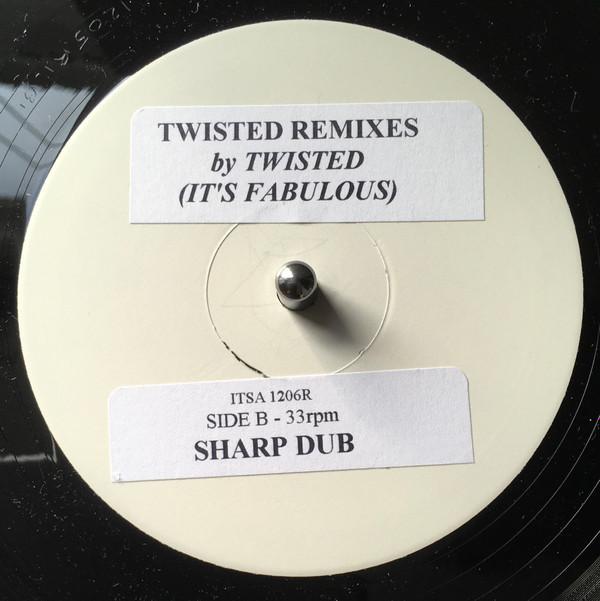 TWISTED REMIXES
by TWISTED
(IT'S FABULOUS)
ITSA 1206R
SIDE B - 33rpm
SHARP DUB